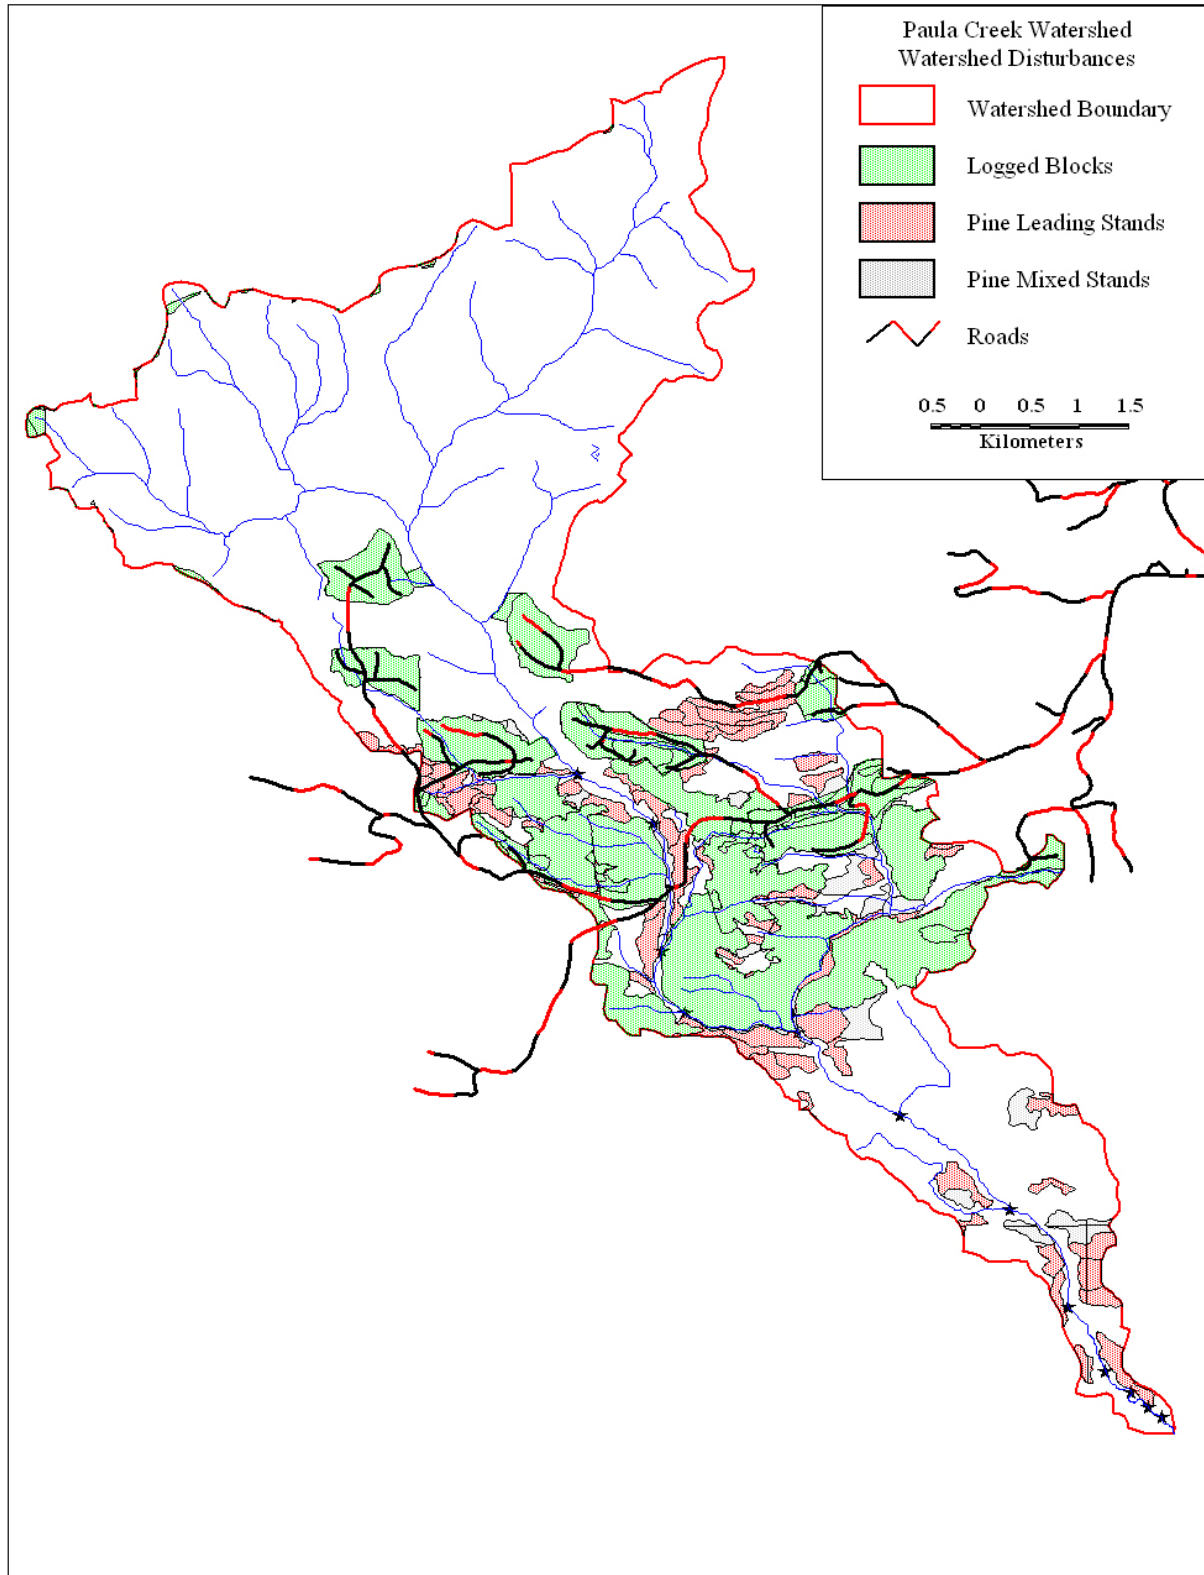 Paula Creek Watershed
Watershed Disturbances
Watershed Boundary
Logged Blocks
Pine Leading Stands
Pine Mixed Stands
Roads
0.5 0 0.5 1 1.5
Kilometers